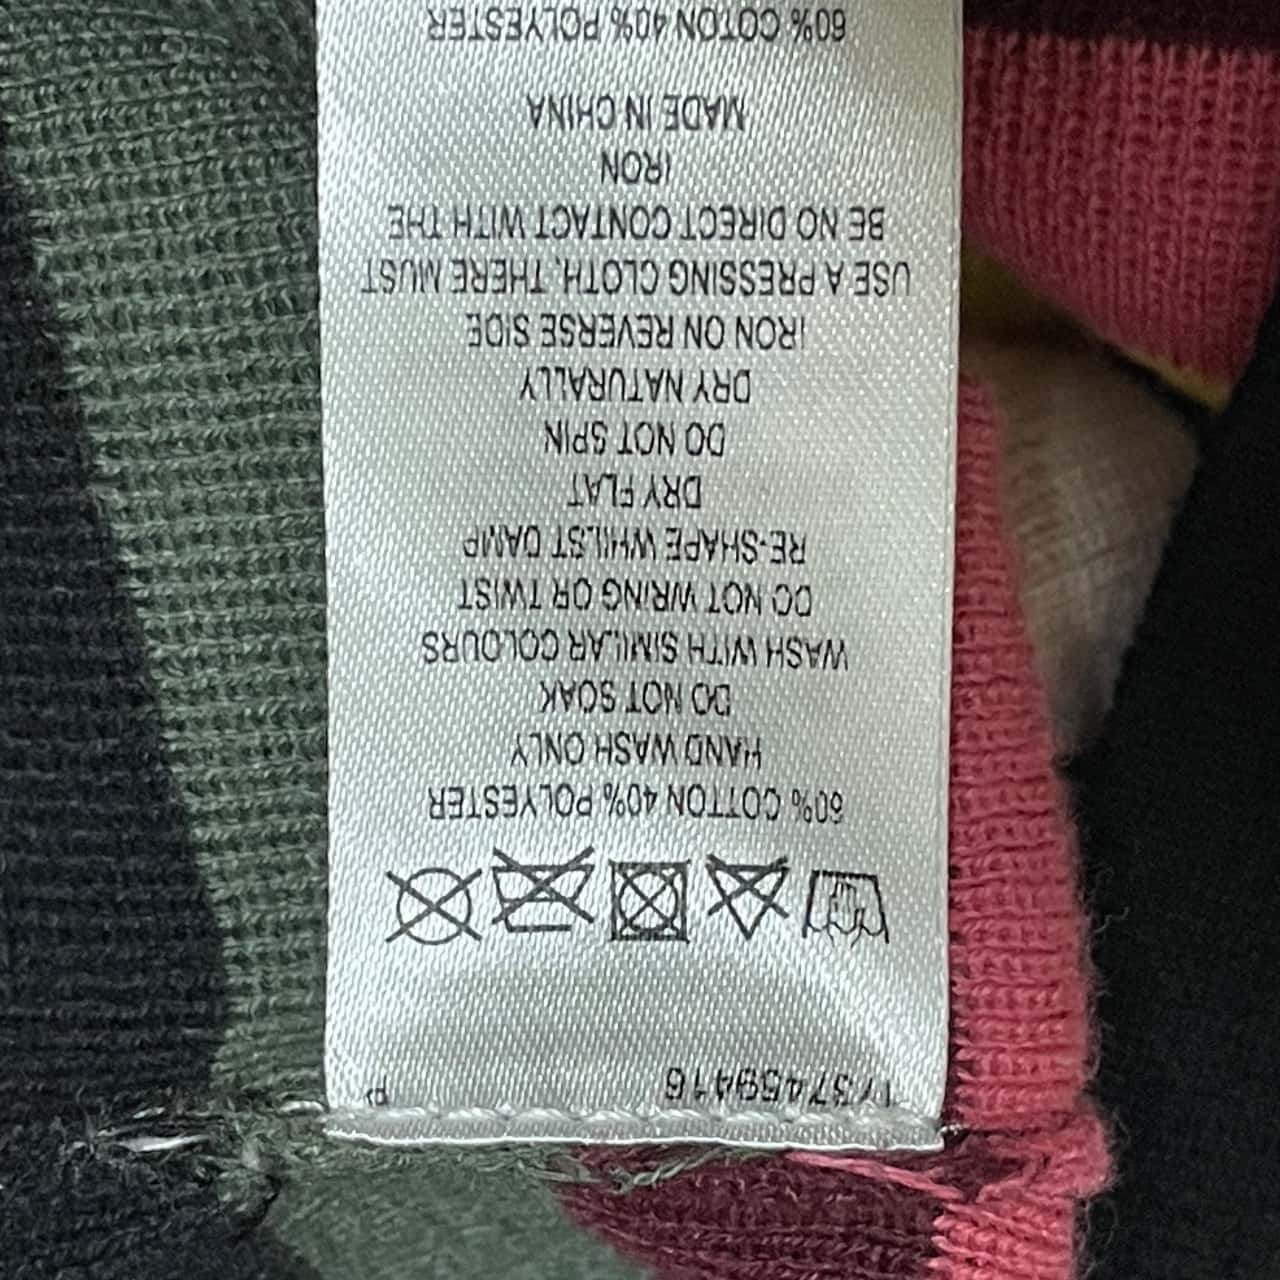 1737459416 P
60% COTTON 40% POLYESTER
HAND WASH ONLY
DO NOT SOAK
WASH WITH SIMILAR COLOURS
DO NOT WRING OR TWIST
RE-SHAPE WHILST DAMP
DRY FLAT
DO NOT SPIN
DRY NATURALLY
IRON ON REVERSE SIDE
USE A PRESSING CLOTH, THERE MUST
BE NO DIRECT CONTACT WITH THE
IRON
MADE IN CHINA
60% COTON 40% POLYESTER